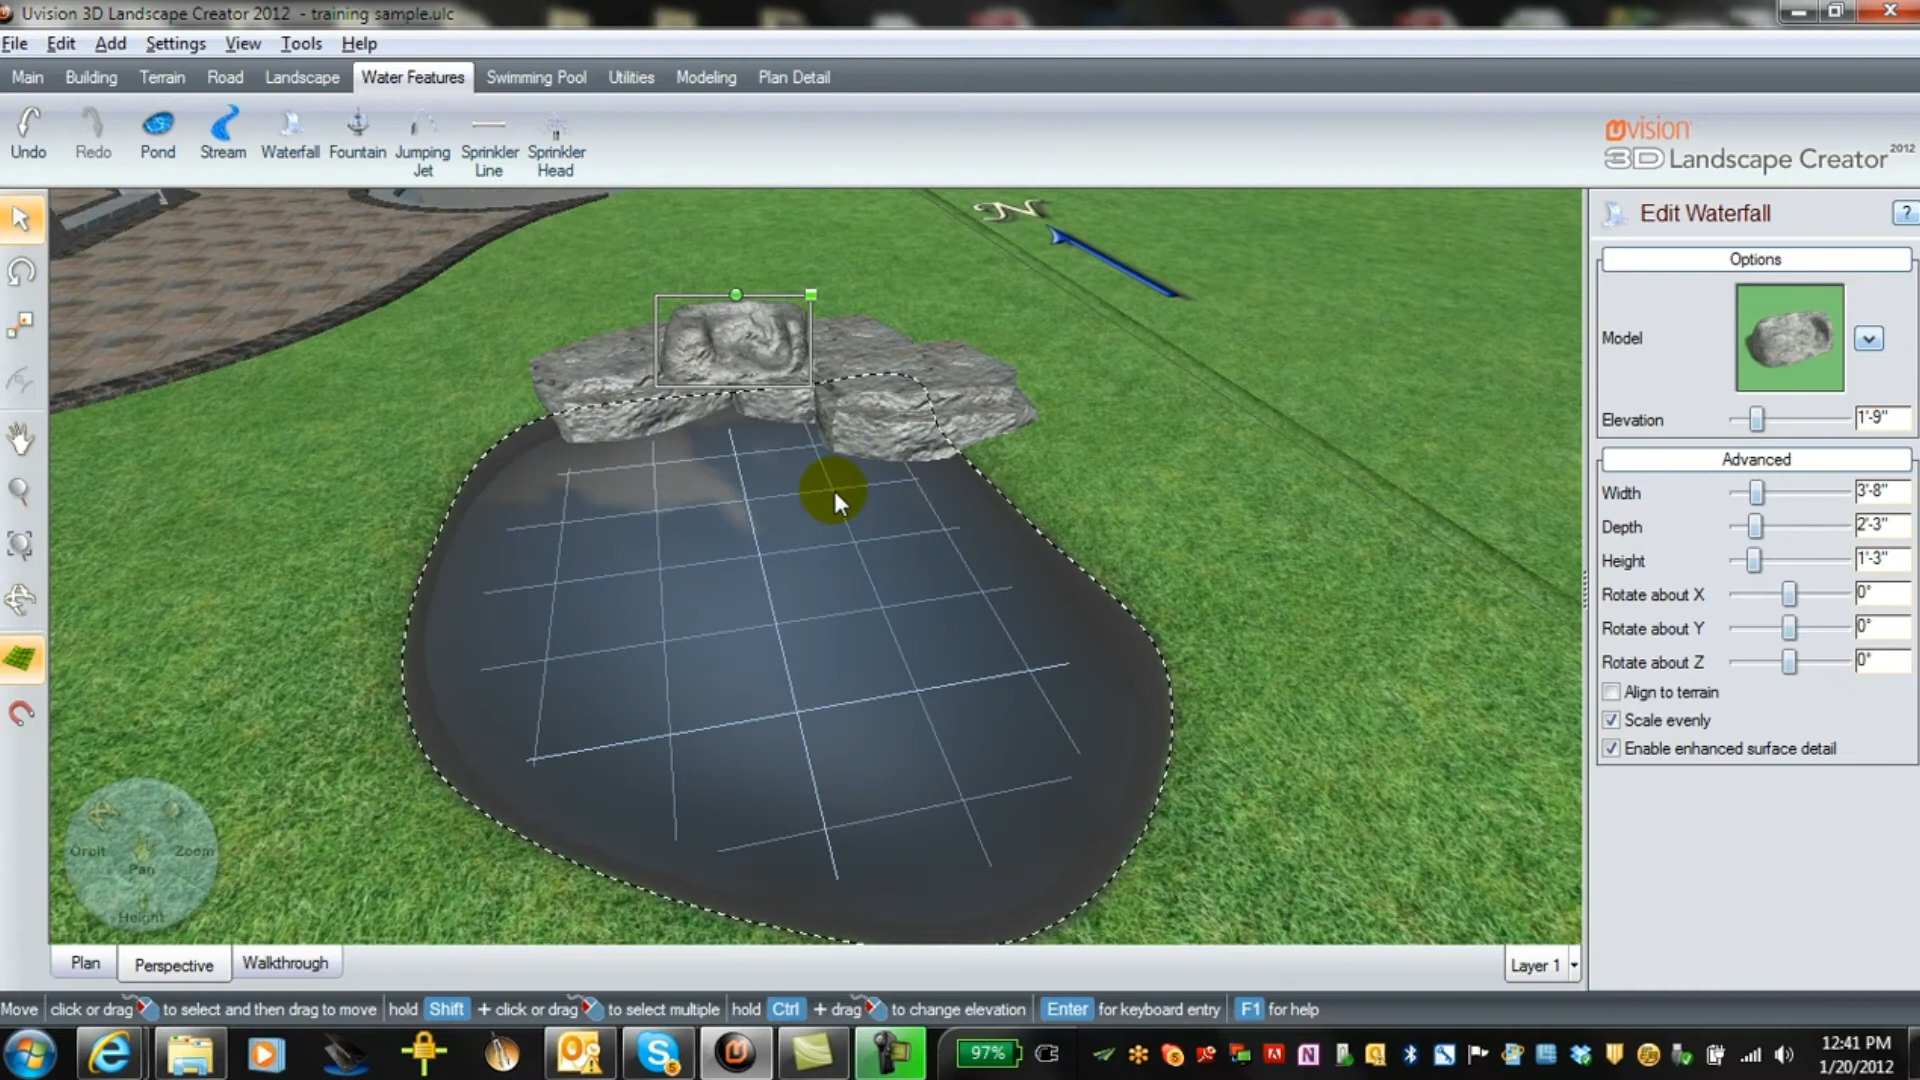 Uvision 3D Landscape Creator 2012 - training sample.ulc
File Edit Add Settings View Tools Help
Main Building Terrain Road Landscape Water Features Swimming Pool Utilities Modeling Plan Detail
Undo Redo Pond Stream Waterfall Fountain Jumping Jet Sprinkler Line Sprinkler Head
uvision
3D Landscape Creator 2012
N
Edit Waterfall ?
Options
Model
Elevation 1'-9"
Advanced
Width 3'-8"
Depth 2'-3"
Height 1'-3"
Rotate about X 0°
Rotate about Y 0°
Rotate about Z 0°
Align to terrain
Scale evenly
Enable enhanced surface detail
Orbit Zoom
Pan
Height
Plan Perspective Walkthrough Layer 1
Move click or drag to select and then drag to move hold Shift + click or drag to select multiple hold Ctrl + drag to change elevation Enter for keyboard entry F1 for help
97%
12:41 PM
1/20/2012